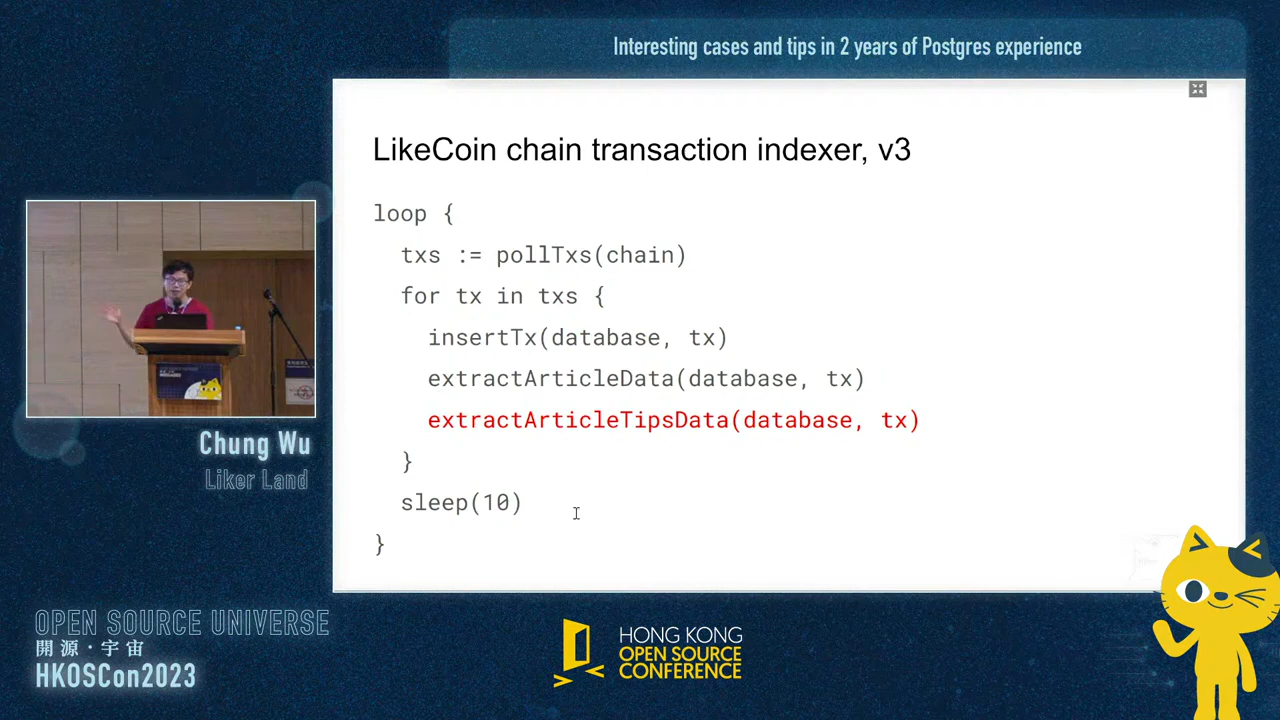 Interesting cases and tips in 2 years of Postgres experience
LikeCoin chain transaction indexer, v3
loop {
txs := pollTxs(chain)
for tx in txs {
insertTx(database, tx)
extractArticleData(database, tx)
extractArticleTipsData(database, tx)
}
sleep(10)
}
Chung Wu
Liker Land
OPEN SOURCE UNIVERSE
開源·宇宙
HKOSCon2023
HONG KONG
OPEN SOURCE
CONFERENCE